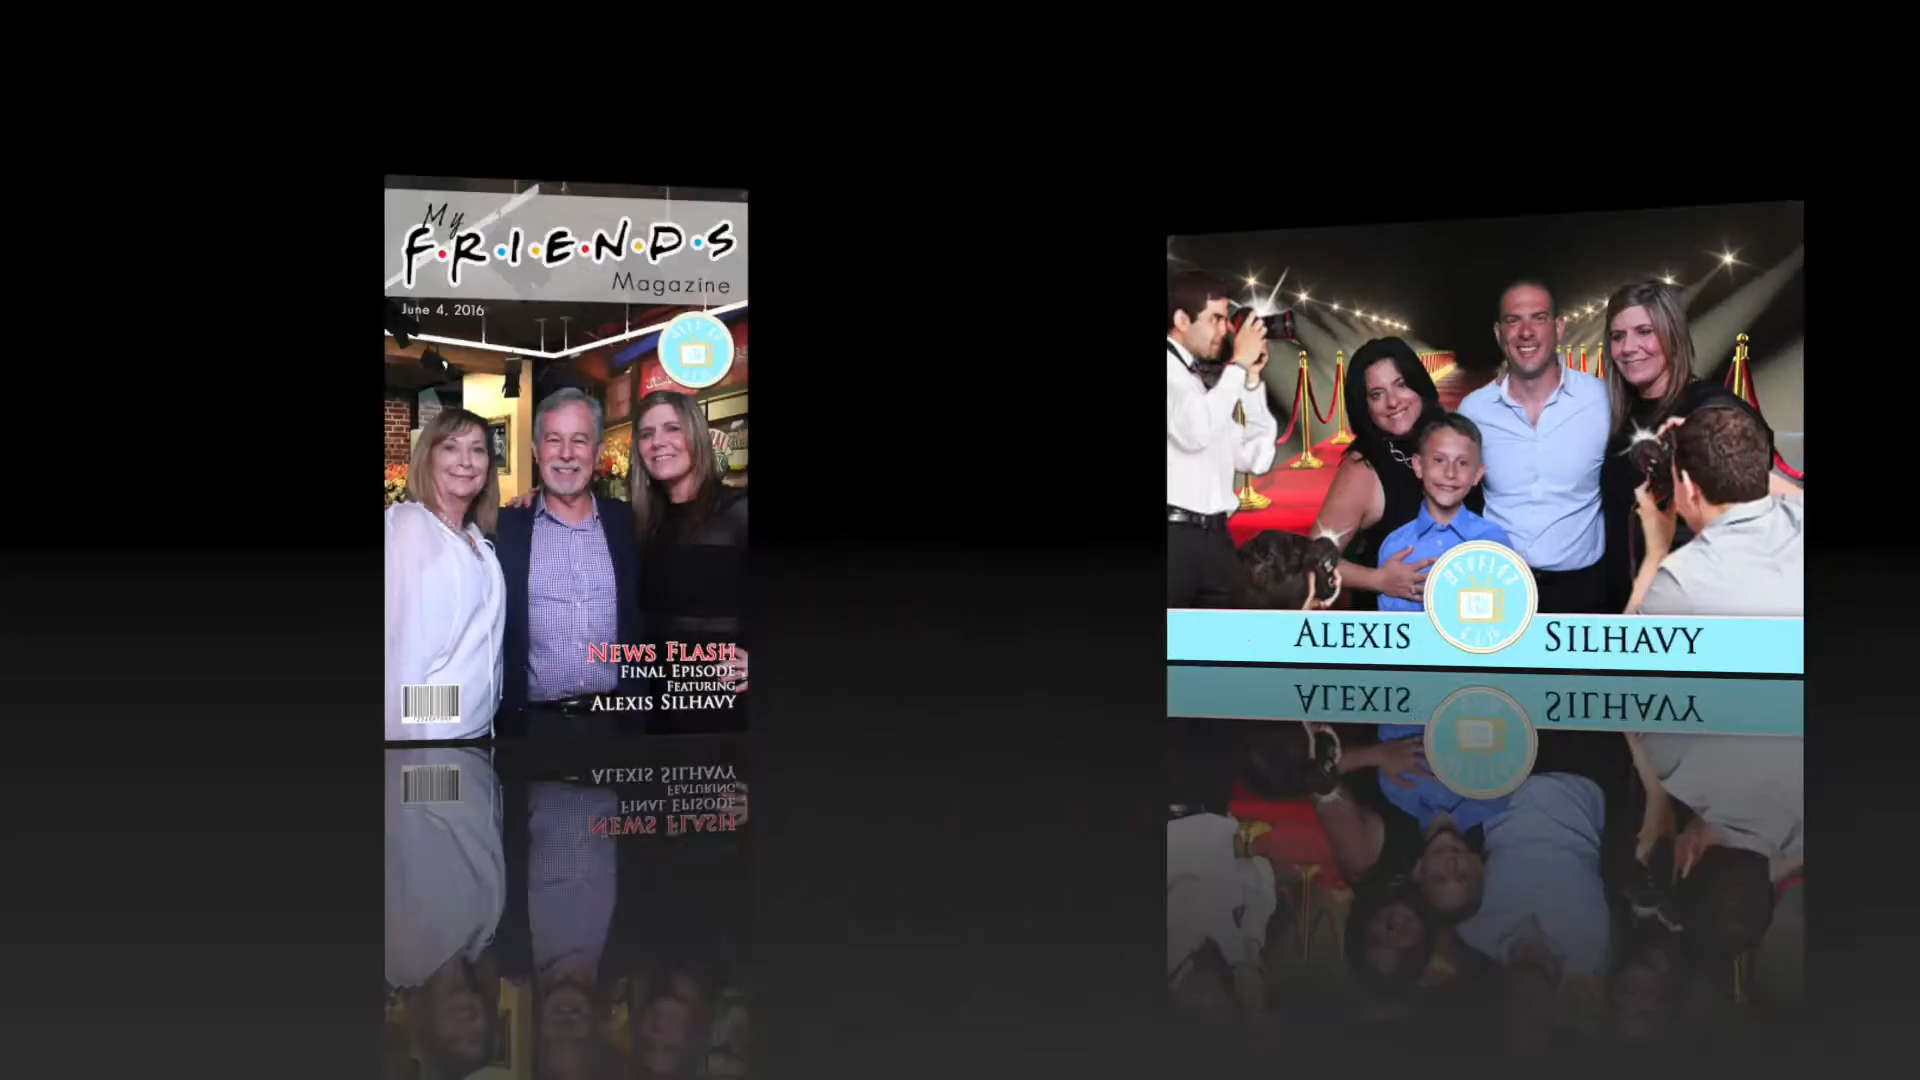 My
F·R·I·E·N·D·S
Magazine
June 4, 2016
News Flash
Final Episode
Featuring
Alexis Silhavy
Alexis Silhavy